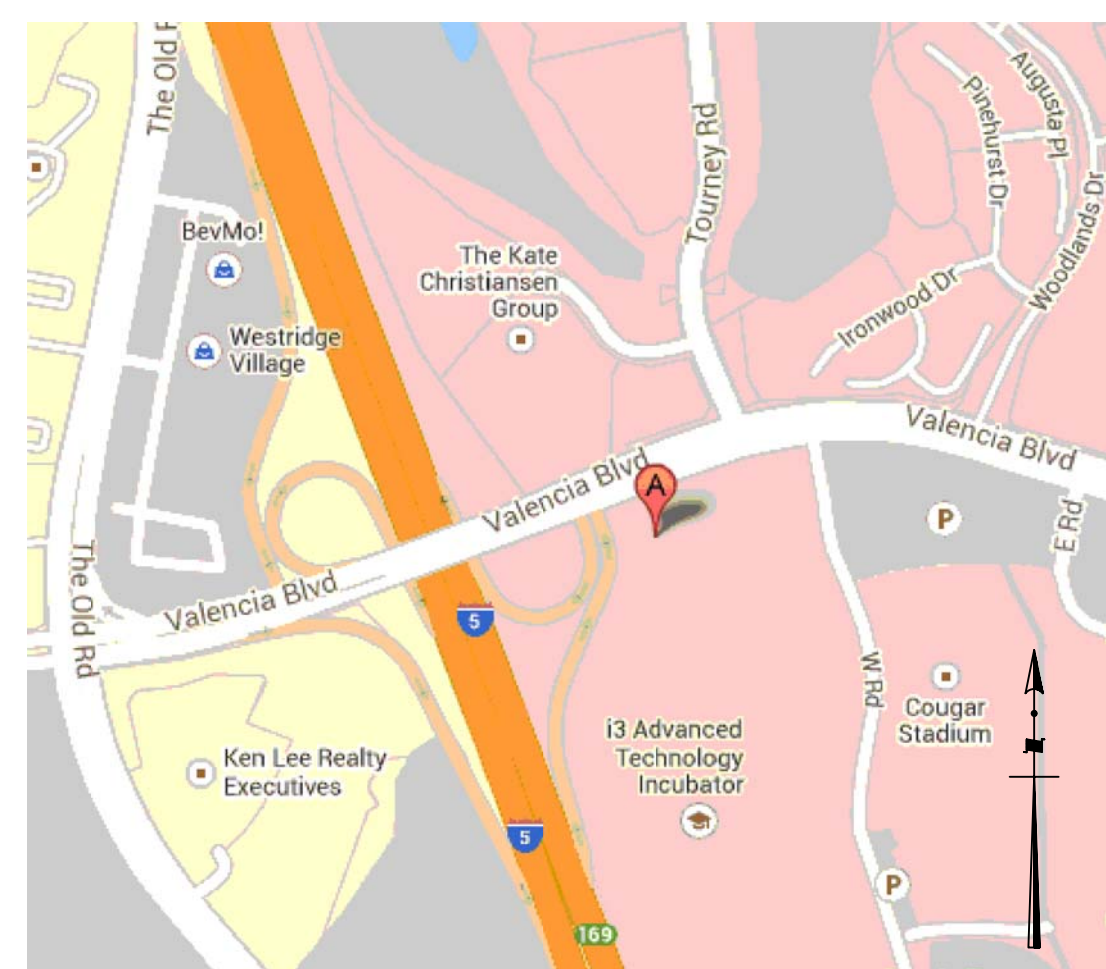 The Old R
BevMo!
Westridge
Village
The Kate
Christiansen
Group
Tourney Rd
Augusta Pl
Pinehurst Dr
Woodlands Dr
Ironwood Dr
Valencia Blvd
Valencia Blvd
A
P
E Rd
The Old Rd
Valencia Blvd
5
W Rd
Cougar
Stadium
i3 Advanced
Technology
Incubator
Ken Lee Realty
Executives
5
P
169